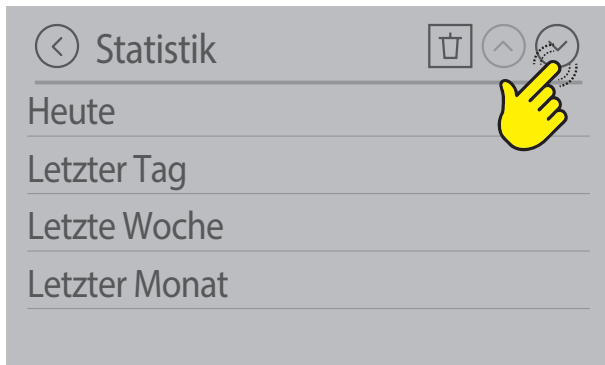 Statistik
Heute
Letzter Tag
Letzte Woche
Letzter Monat